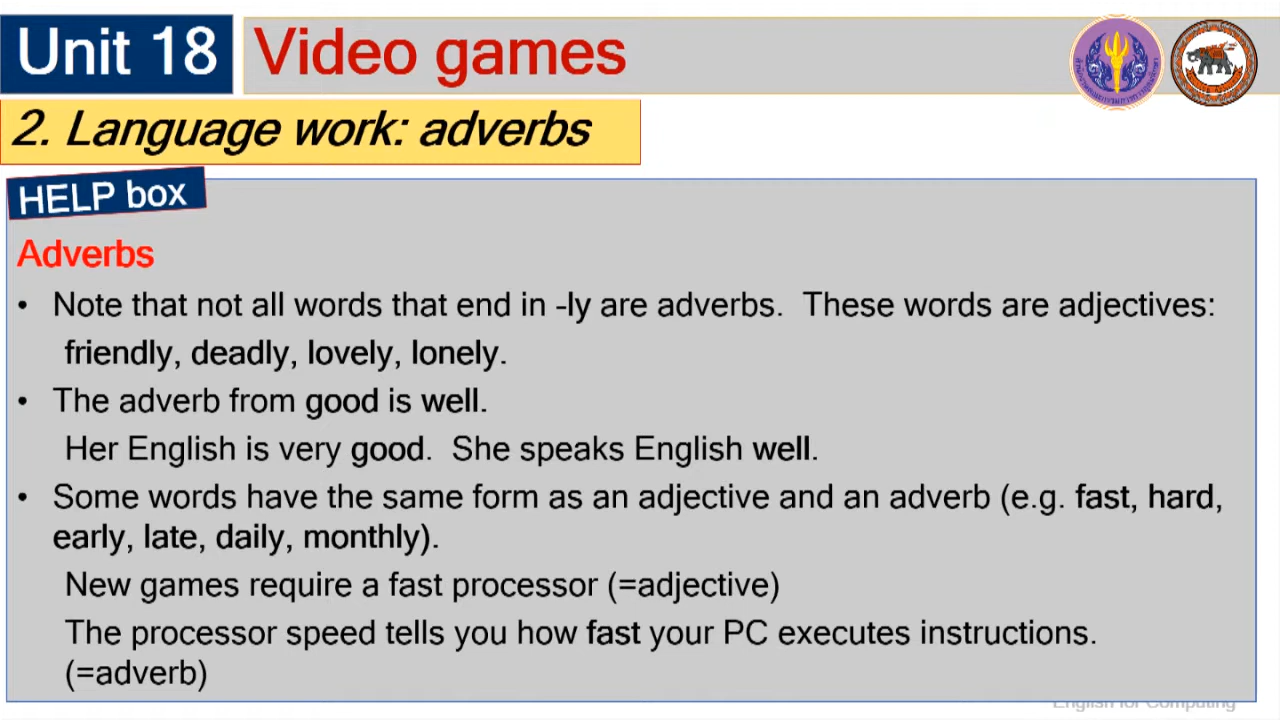 Unit 18
Video games
2. Language work: adverbs
HELP box
Adverbs
• Note that not all words that end in -ly are adverbs. These words are adjectives:
friendly, deadly, lovely, lonely.
• The adverb from good is well.
Her English is very good. She speaks English well.
• Some words have the same form as an adjective and an adverb (e.g. fast, hard,
early, late, daily, monthly).
New games require a fast processor (=adjective)
The processor speed tells you how fast your PC executes instructions.
(=adverb)
English for Computing